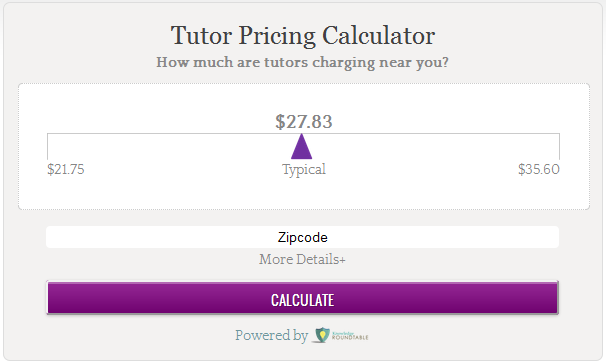 Tutor Pricing Calculator
How much are tutors charging near you?
$27.83
$21.75 Typical $35.60
Zipcode
More Details+
CALCULATE
Powered by knowledge
ROUNDTABLE